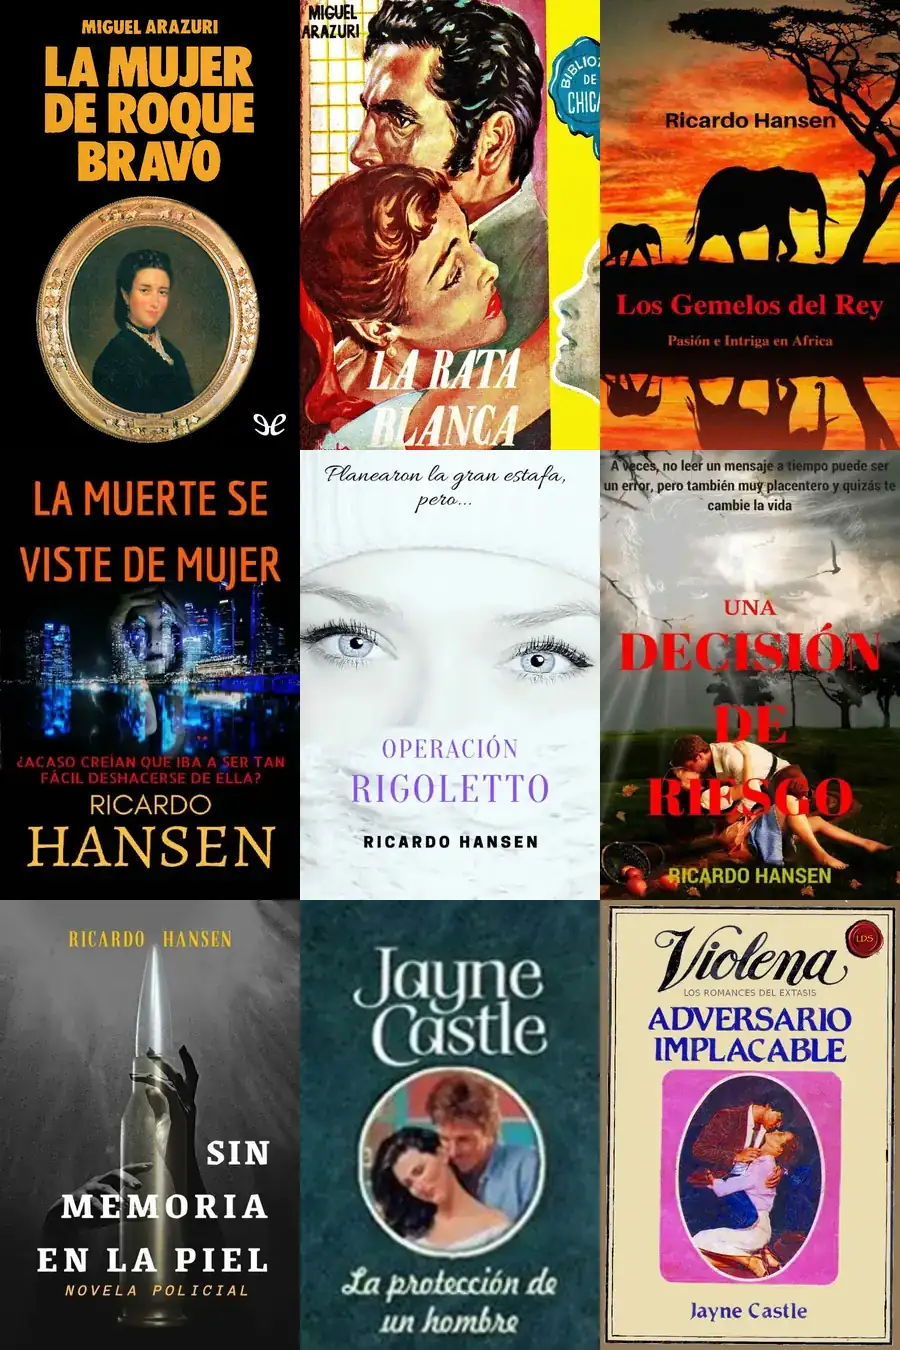 MIGUEL ARAZURI
LA MUJER
DE ROQUE
BRAVO
MIGUEL
ARAZURI
DE
CHICA
LA RATA
BLANCA
Ricardo Hansen
Los Gemelos del Rey
Pasión e Intriga en Africa
LA MUERTE SE
VISTE DE MUJER
¿ACASO CREÍAN QUE IBA A SER TAN
FÁCIL DESHACERSE DE ELLA?
RICARDO
HANSEN
Planearon la gran estafa,
pero...
OPERACIÓN
RIGOLETTO
RICARDO HANSEN
A veces, no leer un mensaje a tiempo puede ser
un error, pero también muy placentero y quizás te
cambie la vida
UNA
DECISIÓN
DE
RIESGO
RICARDO HANSEN
RICARDO HANSEN
SIN
MEMORIA
EN LA PIEL
NOVELA POLICIAL
Jayne
Castle
La protección de
un hombre
Violena
LDS
LOS ROMANCES DEL EXTASIS
ADVERSARIO
IMPLACABLE
Jayne Castle